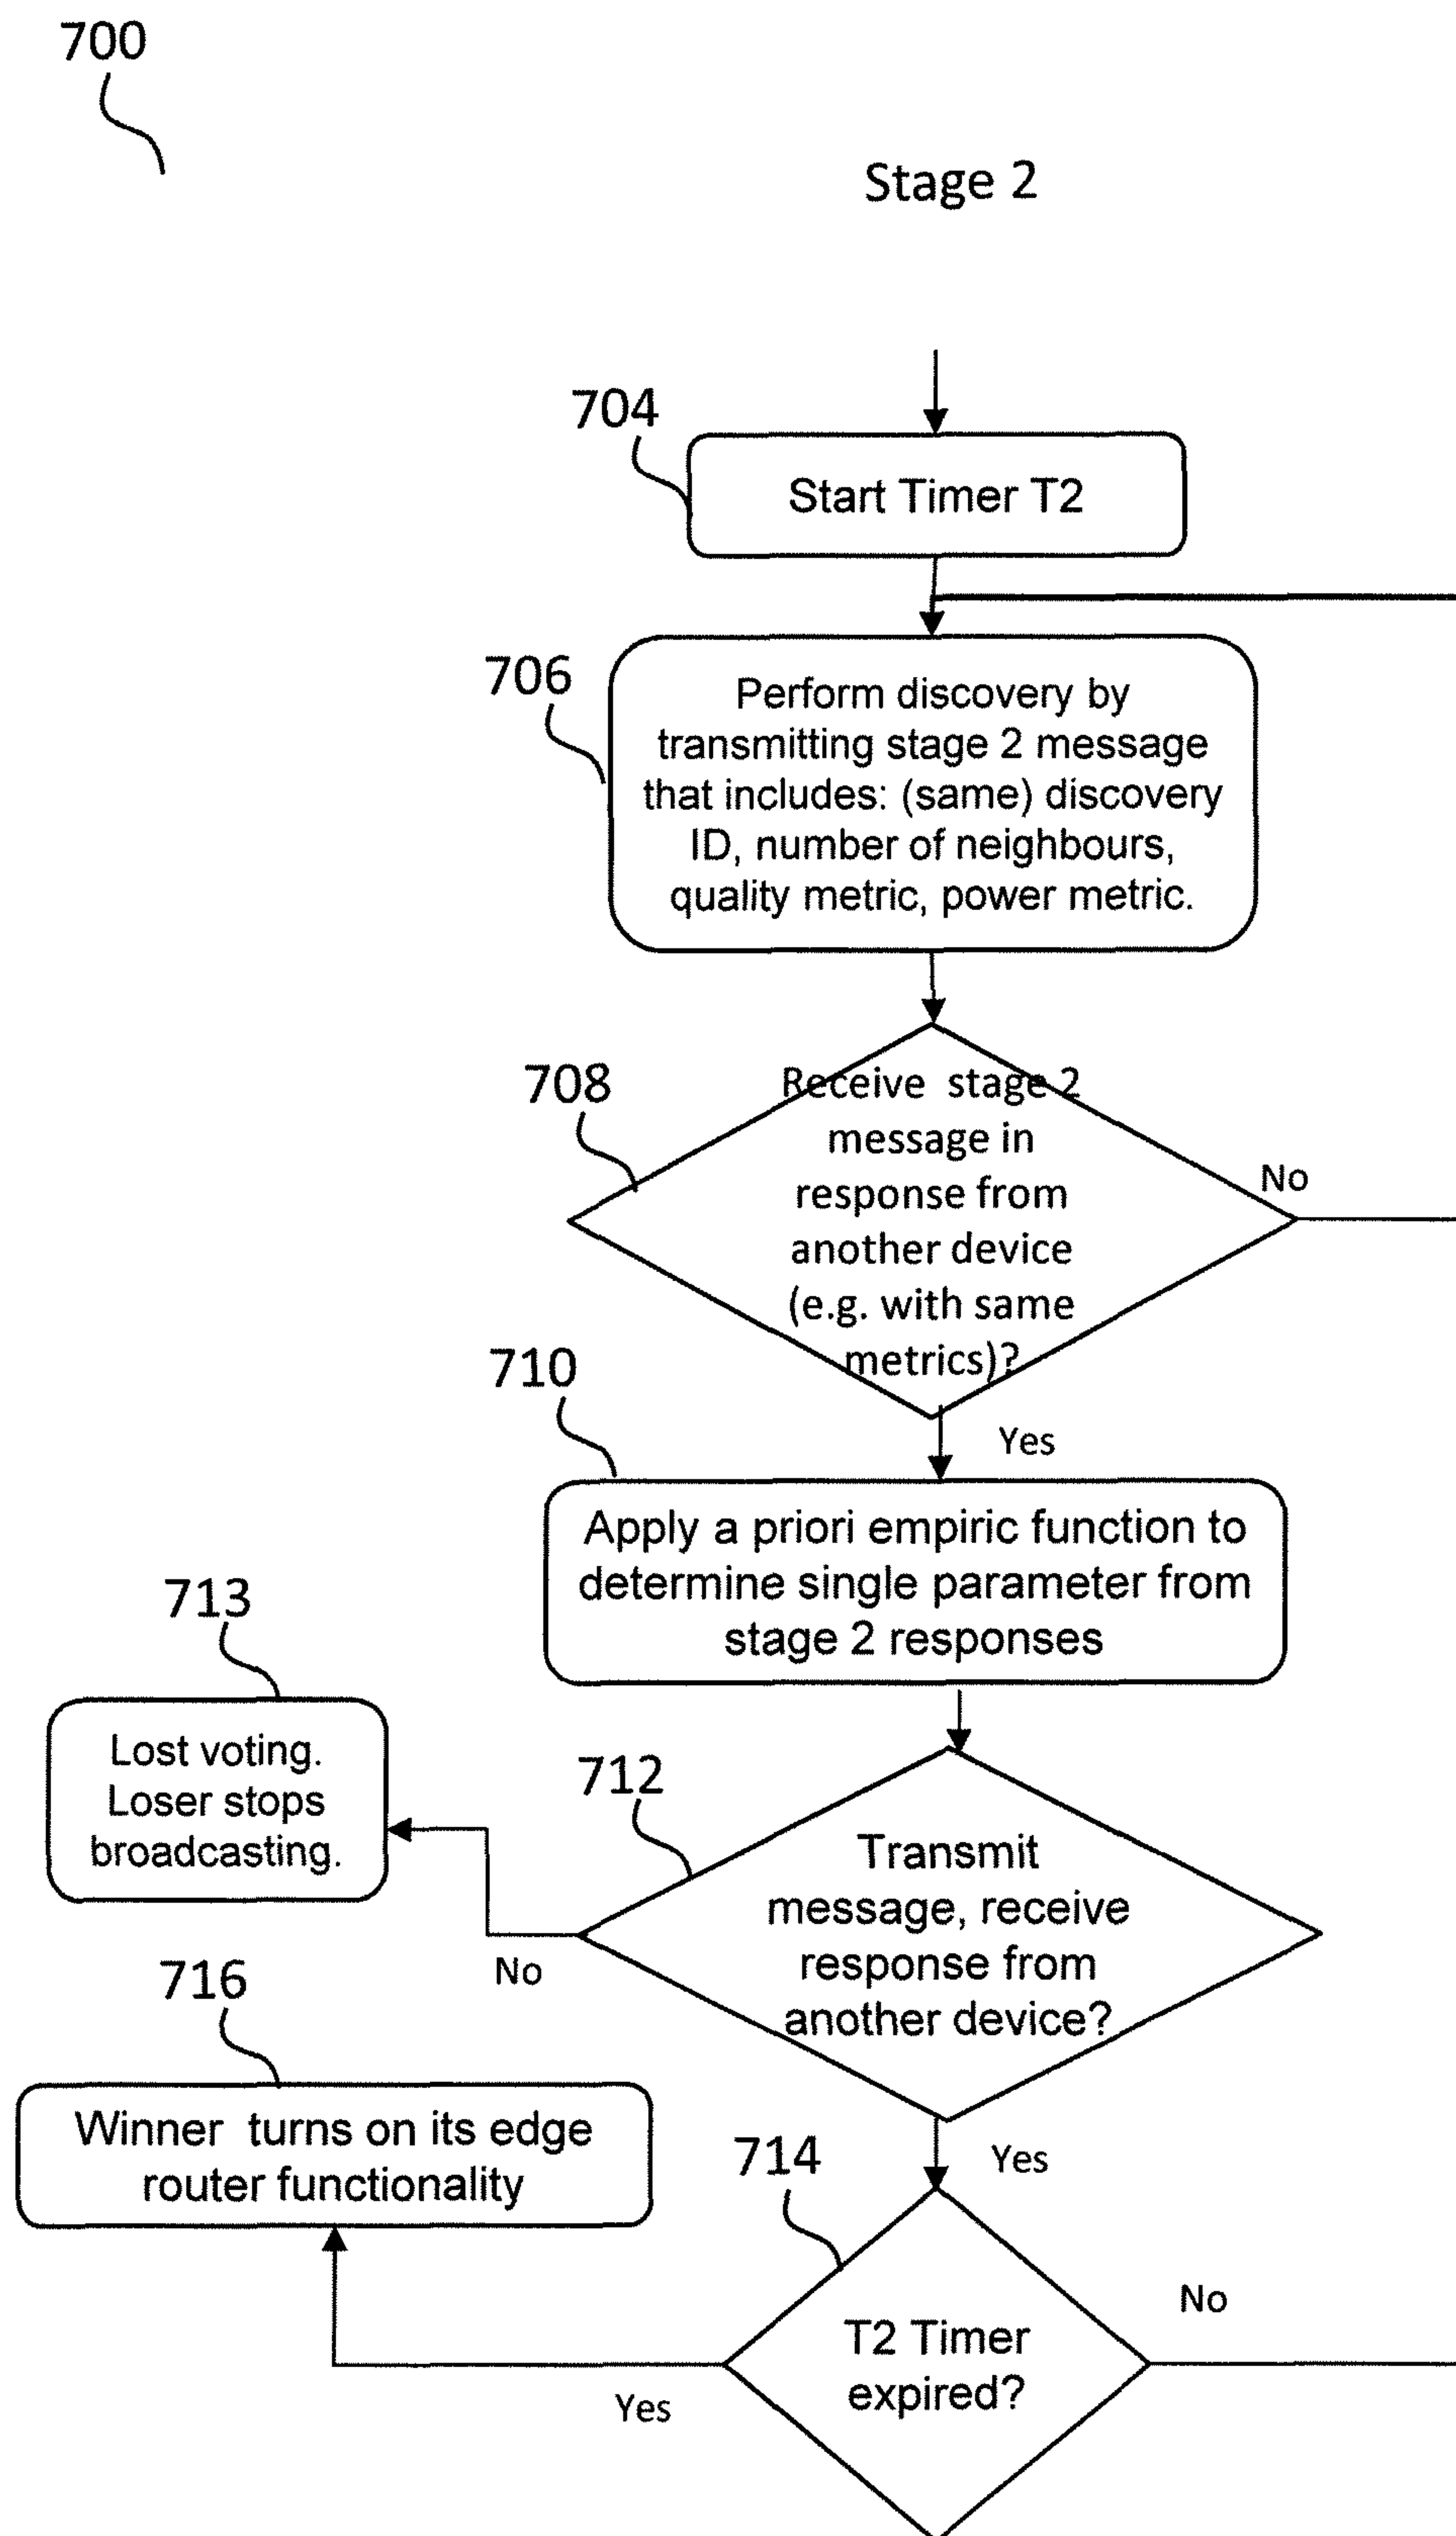 700
Stage 2
704
Start Timer T2
706
Perform discovery by
transmitting stage 2 message
that includes: (same) discovery
ID, number of neighbours,
quality metric, power metric.
708
Receive stage 2
message in
response from
another device
(e.g. with same
metrics)?
No
Yes
710
Apply a priori empiric function to
determine single parameter from
stage 2 responses
713
Lost voting.
Loser stops
broadcasting.
712
Transmit
message, receive
response from
another device?
No
Yes
716
Winner turns on its edge
router functionality
714
T2 Timer
expired?
No
Yes